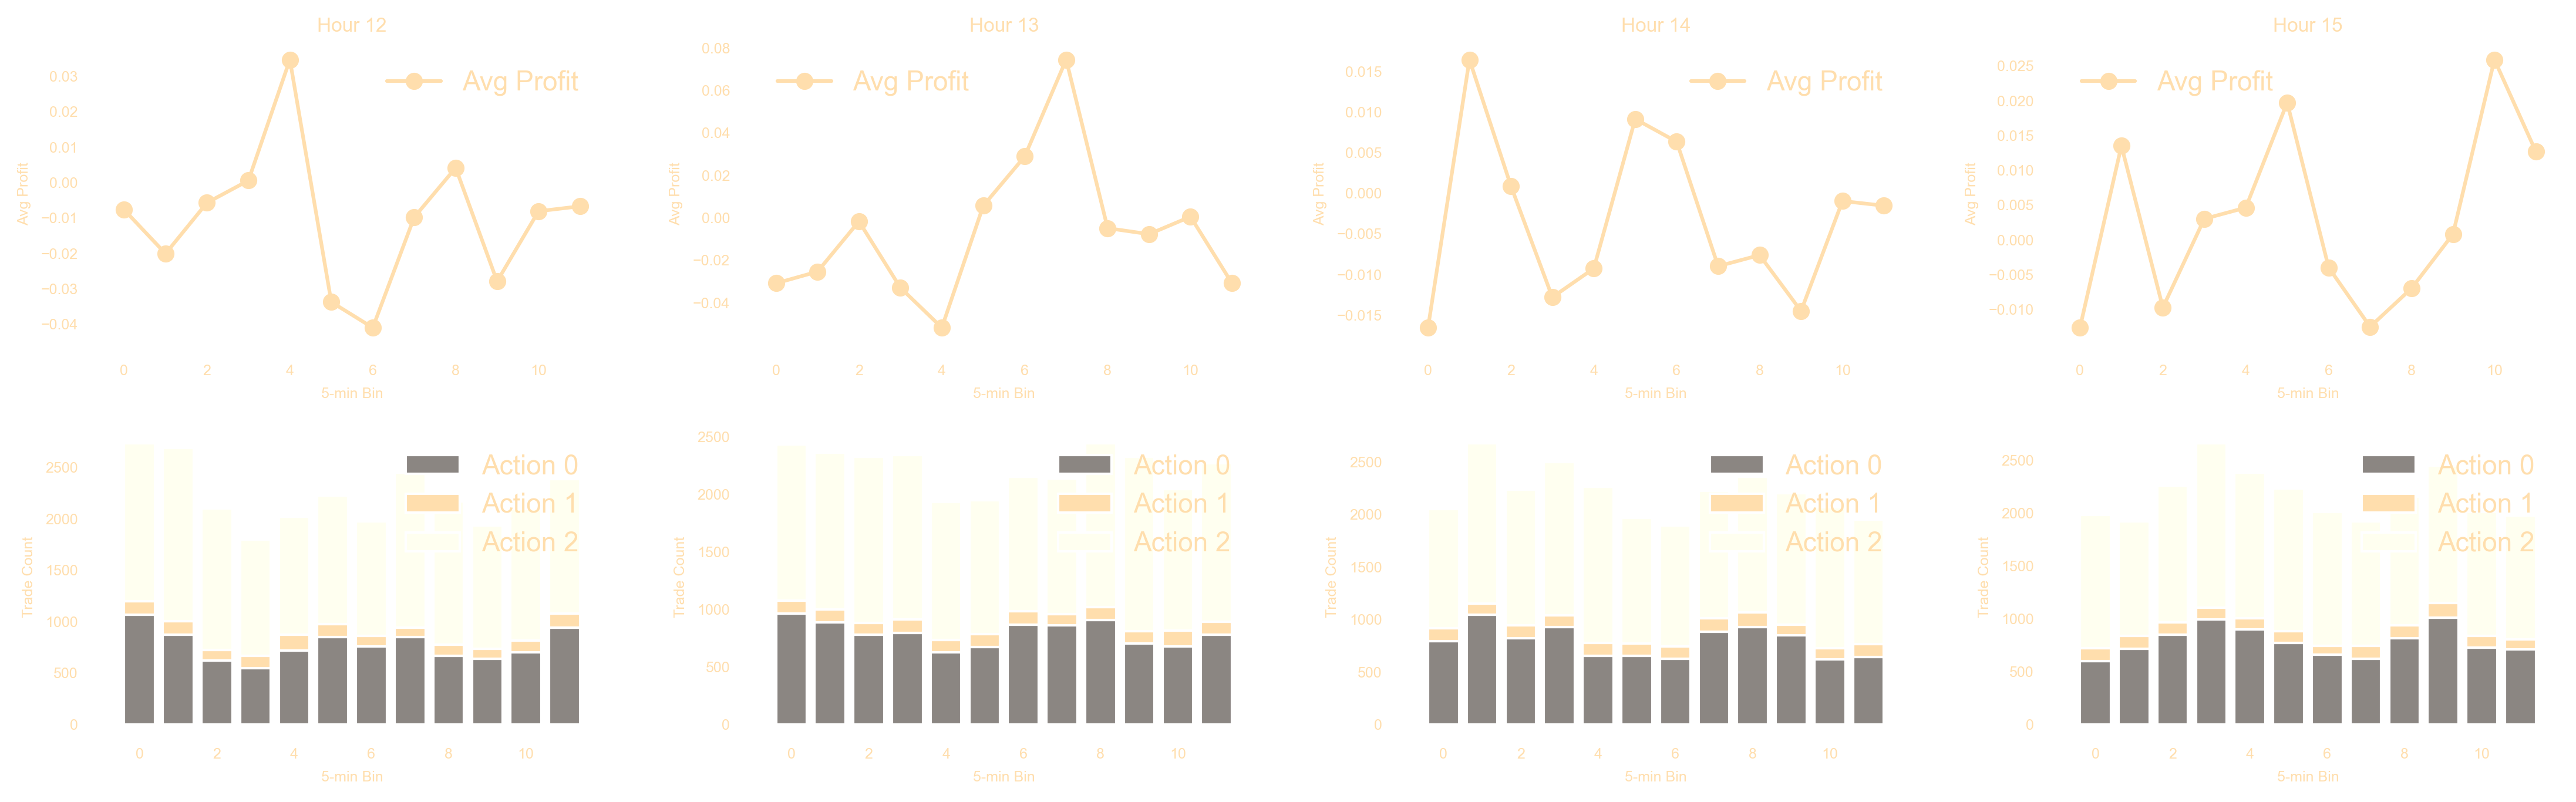 Hour 12
Avg Profit
Avg Profit
0.03
0.02
0.01
0.00
−0.01
−0.02
−0.03
−0.04
0 2 4 6 8 10
5-min Bin
Hour 13
Avg Profit
Avg Profit
0.08
0.06
0.04
0.02
0.00
−0.02
−0.04
0 2 4 6 8 10
5-min Bin
Hour 14
Avg Profit
Avg Profit
0.015
0.010
0.005
0.000
−0.005
−0.010
−0.015
0 2 4 6 8 10
5-min Bin
Hour 15
Avg Profit
Avg Profit
0.025
0.020
0.015
0.010
0.005
0.000
−0.005
−0.010
0 2 4 6 8 10
5-min Bin
Trade Count
2500
2000
1500
1000
500
0
Action 0
Action 1
Action 2
0 2 4 6 8 10
5-min Bin
Trade Count
2500
2000
1500
1000
500
0
Action 0
Action 1
Action 2
0 2 4 6 8 10
5-min Bin
Trade Count
2500
2000
1500
1000
500
0
Action 0
Action 1
Action 2
0 2 4 6 8 10
5-min Bin
Trade Count
2500
2000
1500
1000
500
0
Action 0
Action 1
Action 2
0 2 4 6 8 10
5-min Bin